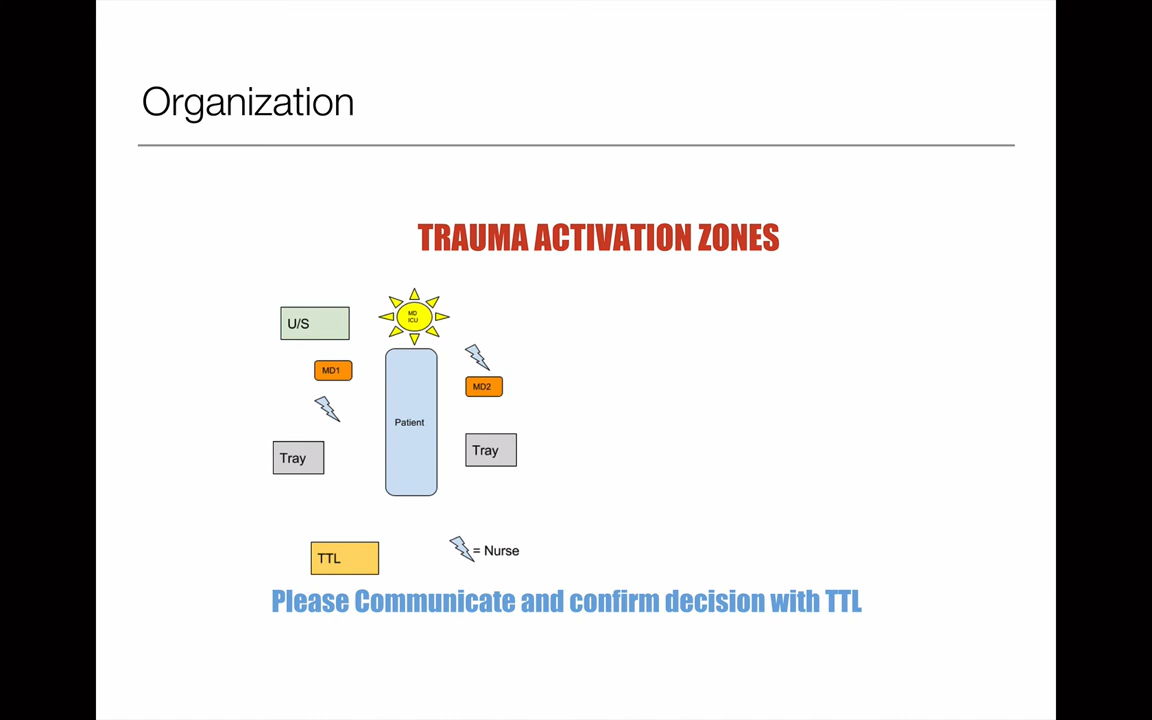 Organization
TRAUMA ACTIVATION ZONES
MD
ICU
U/S
MD1
MD2
Patient
Tray
Tray
= Nurse
TTL
Please Communicate and confirm decision with TTL